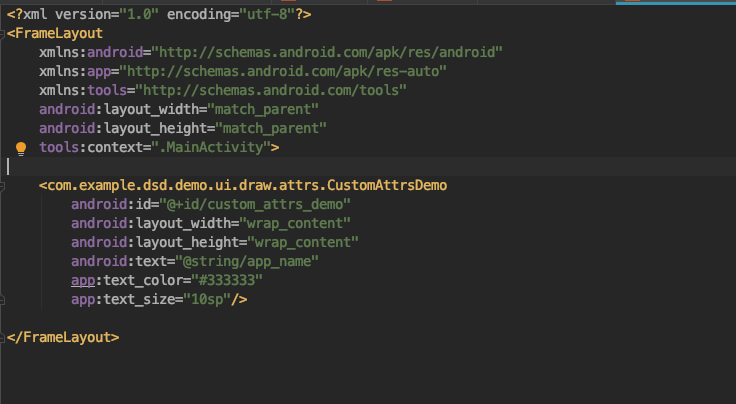 <?xml version="1.0" encoding="utf-8"?>
<FrameLayout
xmlns:android="http://schemas.android.com/apk/res/android"
xmlns:app="http://schemas.android.com/apk/res-auto"
xmlns:tools="http://schemas.android.com/tools"
android:layout_width="match_parent"
android:layout_height="match_parent"
tools:context=".MainActivity">
<com.example.dsd.demo.ui.draw.attrs.CustomAttrsDemo
android:id="@+id/custom_attrs_demo"
android:layout_width="wrap_content"
android:layout_height="wrap_content"
android:text="@string/app_name"
app:text_color="#333333"
app:text_size="10sp"/>
</FrameLayout>